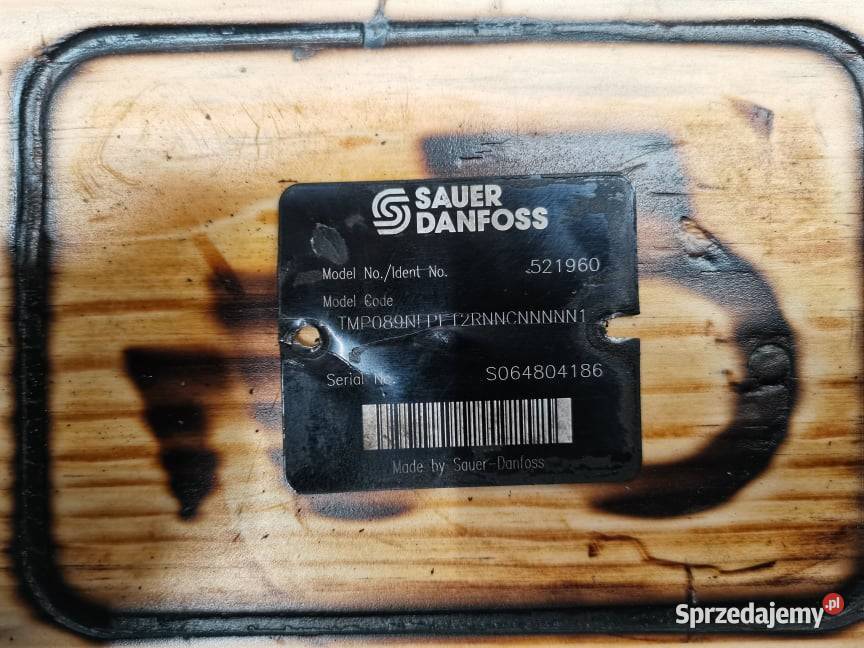 SAUER
DANFOSS
Model No./Ident No. 521960
Model Code
Serial No. S064804186
Made by Sauer-Danfoss
Sprzedajemy.pl